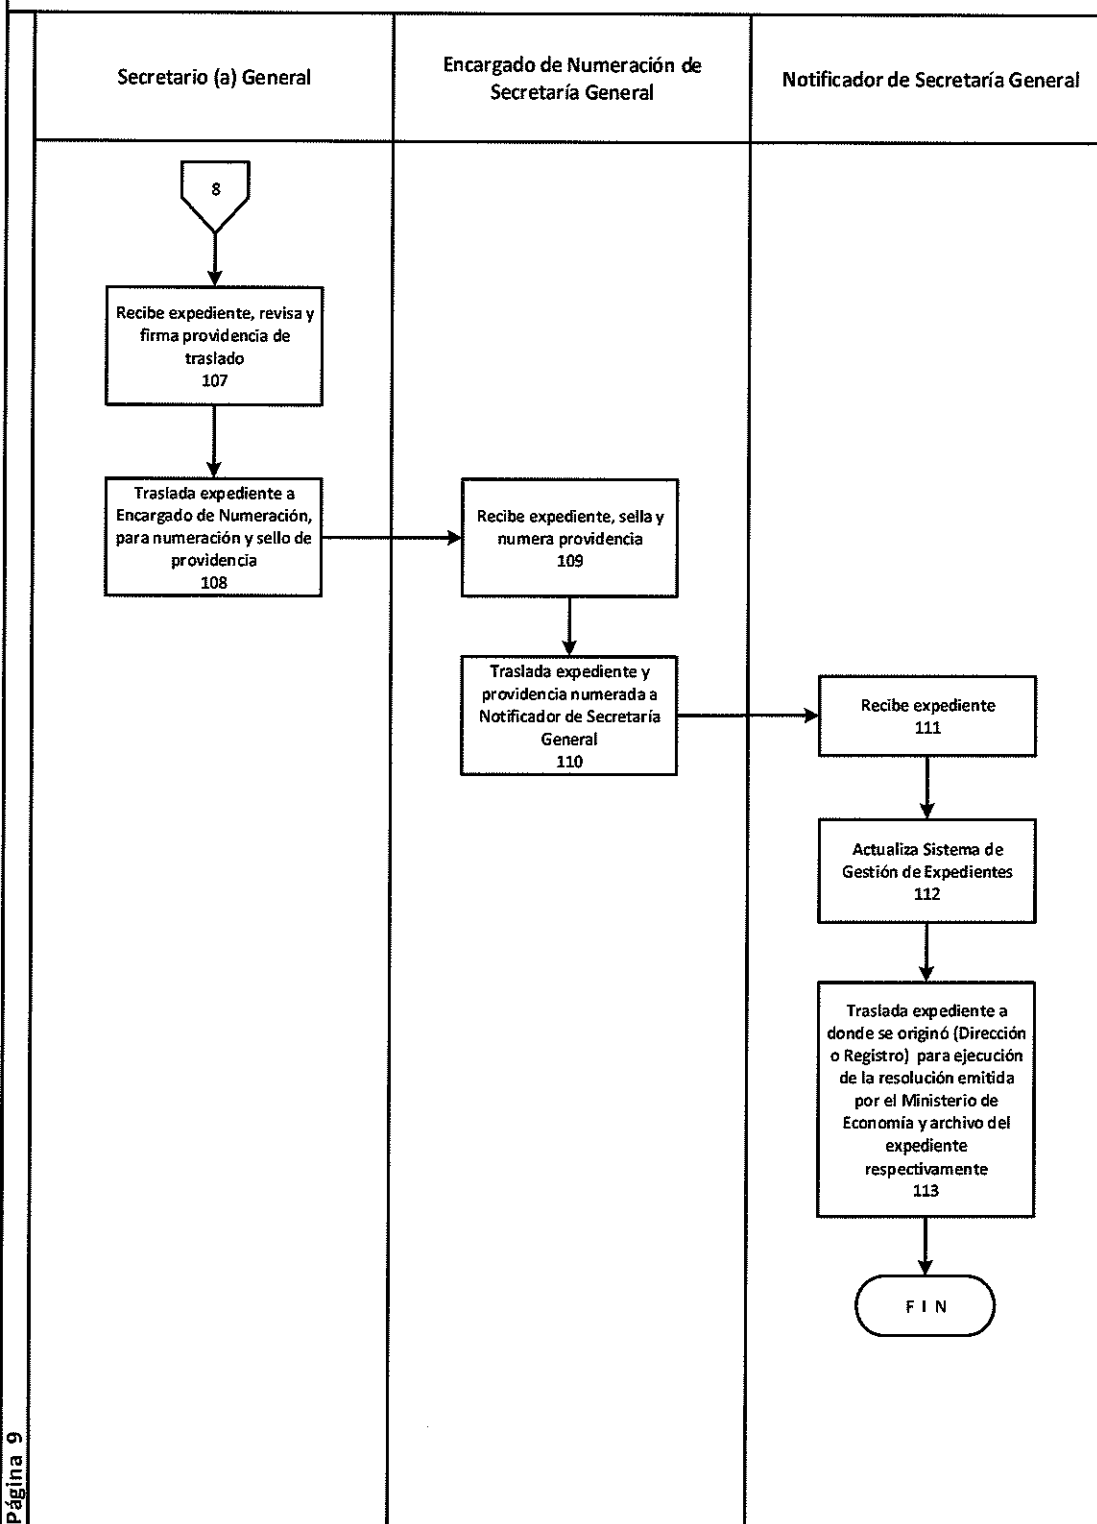 Secretario (a) General
Encargado de Numeración de
Secretaría General
Notificador de Secretaría General
8
Recibe expediente, revisa y
firma providencia de
traslado
107
Traslada expediente a
Encargado de Numeración,
para numeración y sello de
providencia
108
Recibe expediente, sella y
numera providencia
109
Traslada expediente y
providencia numerada a
Notificador de Secretaría
General
110
Recibe expediente
111
Actualiza Sistema de
Gestión de Expedientes
112
Traslada expediente a
donde se originó (Dirección
o Registro) para ejecución
de la resolución emitida
por el Ministerio de
Economía y archivo del
expediente
respectivamente
113
F I N
Página 9